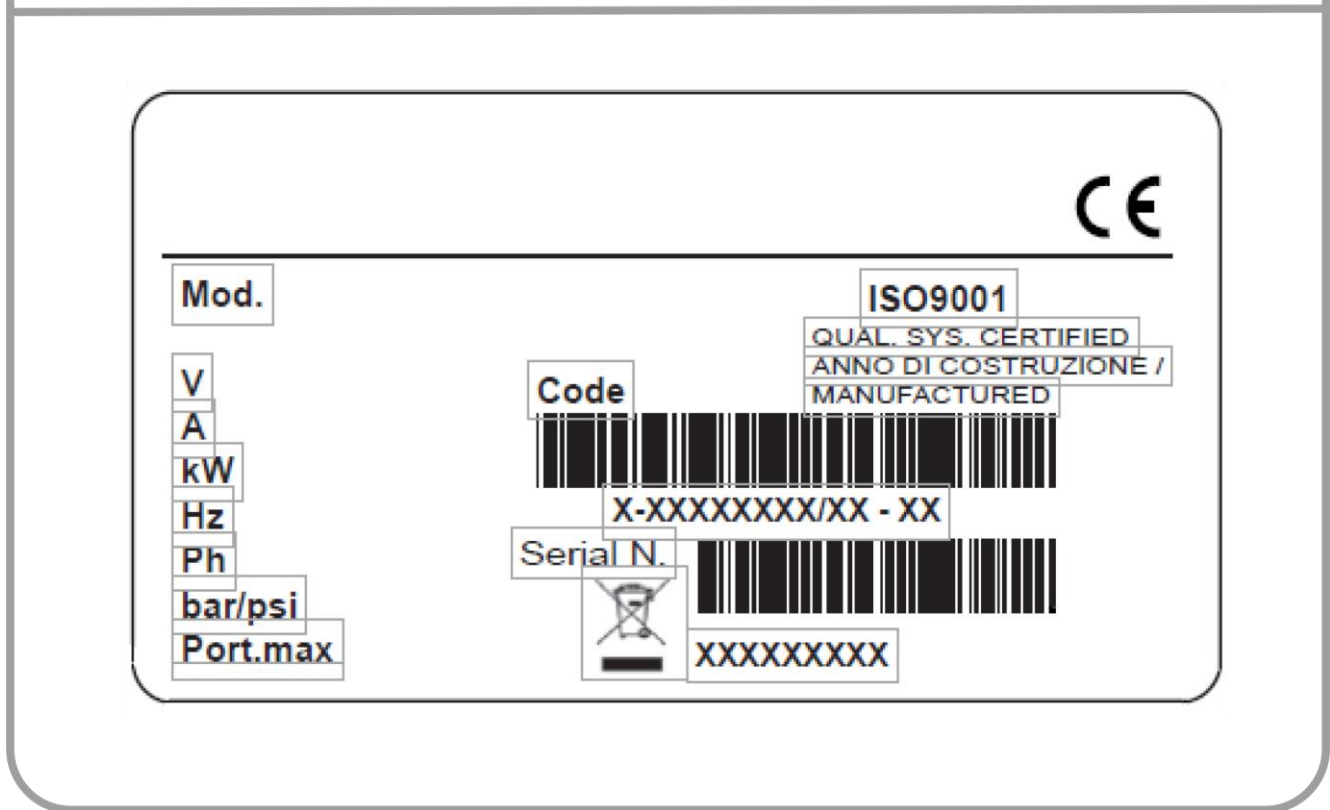 CE
Mod.
ISO9001
QUAL. SYS. CERTIFIED
ANNO DI COSTRUZIONE /
MANUFACTURED
V
A
kW
Hz
Ph
bar/psi
Port.max
Code
X-XXXXXXXX/XX - XX
Serial N.
XXXXXXXXX